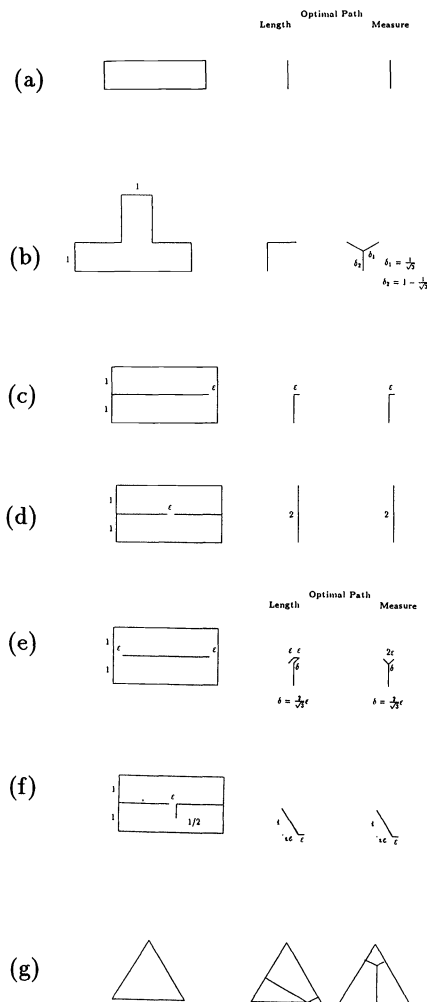 Optimal Path
Length Measure
(a)
1
(b)
1
δ₂ δ₁ δ₁ = 1/√3
δ₂ = 1 − 1/√3
(c)
1 ε
1
ε ε
(d)
1 ε
1
2 2
Optimal Path
Length Measure
(e)
1
ε ε
1
ε ε
δ
2ε
δ
δ = 2/√3 ε δ = 2/√3 ε
(f)
1 ε
1 1/2
ε ε
(g)